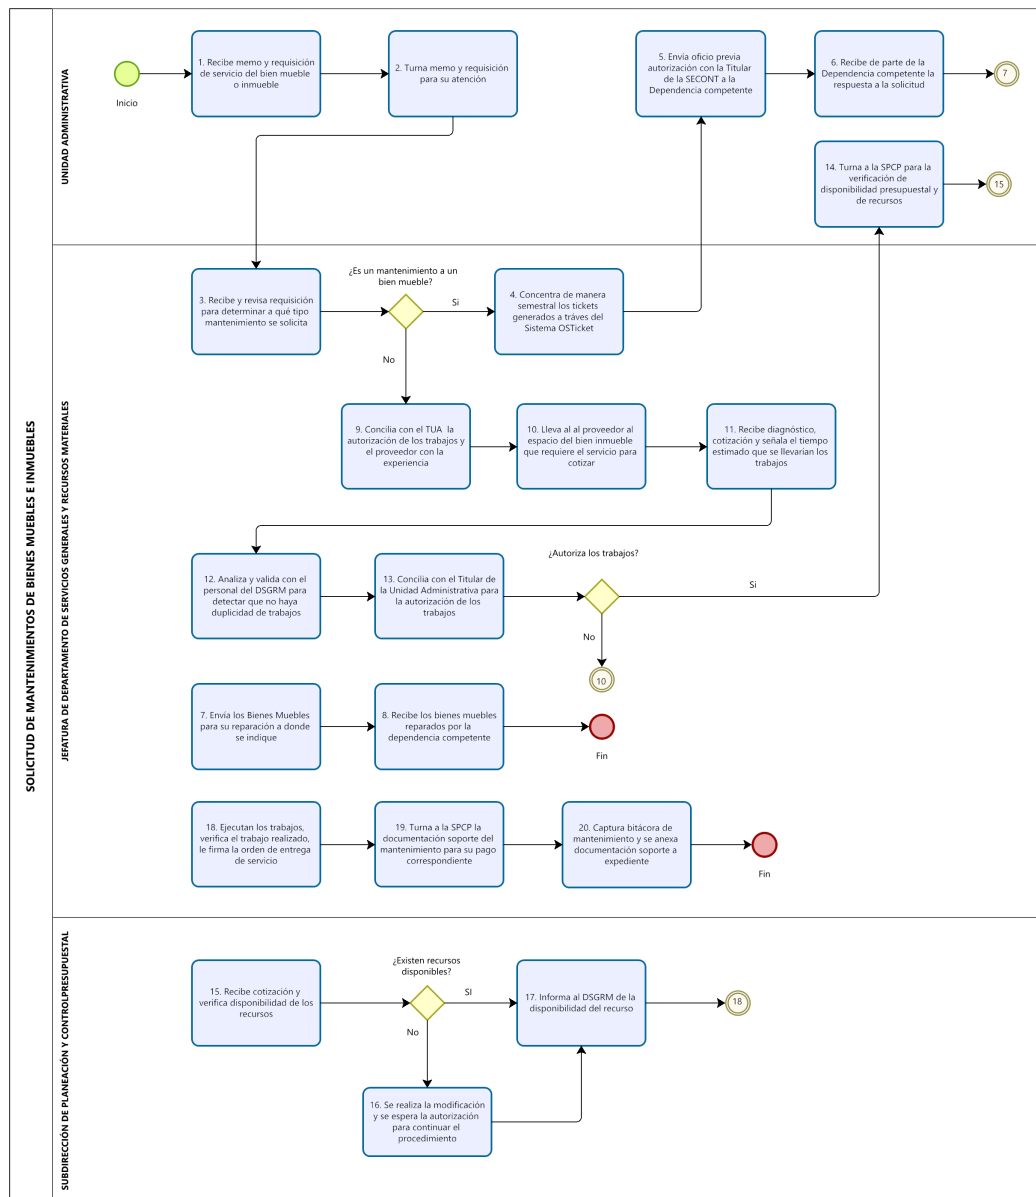 SOLICITUD DE MANTENIMIENTOS DE BIENES MUEBLES E INMUEBLES
UNIDAD ADMINISTRATIVA
Inicio
1. Recibe memo y requisición
de servicio del bien mueble
o inmueble
2. Turna memo y requisición
para su atención
5. Envía oficio previa
autorización con la Titular
de la SECONT a la
Dependencia competente
6. Recibe de parte de la
Dependencia competente la
respuesta a la solicitud
7
14. Turna a la SPCP para la
verificación de
disponibilidad presupuestal y
de recursos
15
JEFATURA DE DEPARTAMENTO DE SERVICIOS GENERALES Y RECURSOS MATERIALES
3. Recibe y revisa requisición
para determinar a qué tipo
mantenimiento se solicita
¿Es un mantenimiento a un
bien mueble?
Si
No
4. Concentra de manera
semestral los tickets
generados a tráves del
Sistema OSTicket
9. Concilia con el TUA  la
autorización de los trabajos y
el proveedor con la
experiencia
10. Lleva al al proveedor al
espacio del bien inmueble
que requiere el servicio para
cotizar
11. Recibe diagnóstico,
cotización y señala el tiempo
estimado que se llevarían los
trabajos
12. Analiza y valida con el
personal del DSGRM para
detectar que no haya
duplicidad de trabajos
13. Concilia con el Titular de
la Unidad Administrativa para
la autorización de los
trabajos
¿Autoriza los trabajos?
Si
No
10
7. Envía los Bienes Muebles
para su reparación a donde
se indique
8. Recibe los bienes muebles
reparados por la
dependencia competente
Fin
18. Ejecutan los trabajos,
verifica el trabajo realizado,
le firma la orden de entrega
de servicio
19. Turna a la SPCP la
documentación soporte del
mantenimiento para su pago
correspondiente
20. Captura bitácora de
mantenimiento y se anexa
documentación soporte a
expediente
Fin
SUBDIRECCIÓN DE PLANEACIÓN Y CONTROLPRESUPUESTAL
15. Recibe cotización y
verifica disponibilidad de los
recursos
¿Existen recursos
disponibles?
SI
No
17. Informa al DSGRM de la
disponibilidad del recurso
18
16. Se realiza la modificación
y se espera la autorización
para continuar el
procedimiento